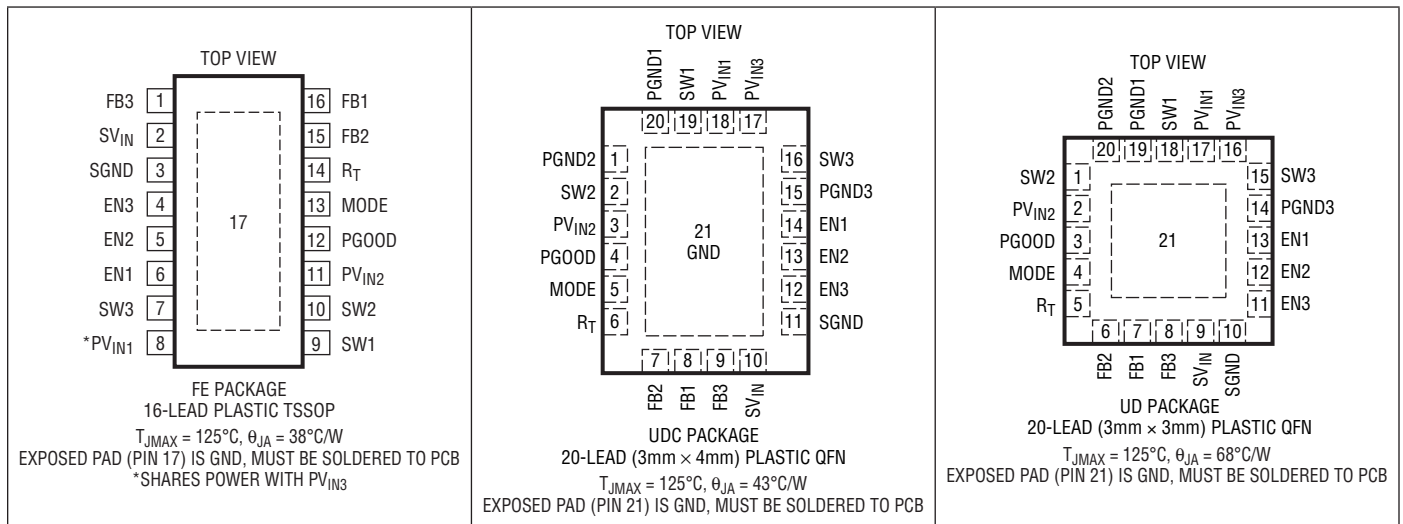 TOP VIEW
FB3 1
SVIN 2
SGND 3
EN3 4
EN2 5
EN1 6
SW3 7
*PVIN1 8
17
16 FB1
15 FB2
14 RT
13 MODE
12 PGOOD
11 PVIN2
10 SW2
9 SW1
FE PACKAGE
16-LEAD PLASTIC TSSOP
TJMAX = 125°C, θJA = 38°C/W
EXPOSED PAD (PIN 17) IS GND, MUST BE SOLDERED TO PCB
*SHARES POWER WITH PVIN3
TOP VIEW
PGND1 SW1 PVIN1 PVIN3
20 19 18 17
PGND2 1
SW2 2
PVIN2 3
PGOOD 4
MODE 5
RT 6
21
GND
16 SW3
15 PGND3
14 EN1
13 EN2
12 EN3
11 SGND
7 8 9 10
FB2 FB1 FB3 SVIN
UDC PACKAGE
20-LEAD (3mm × 4mm) PLASTIC QFN
TJMAX = 125°C, θJA = 43°C/W
EXPOSED PAD (PIN 21) IS GND, MUST BE SOLDERED TO PCB
TOP VIEW
PGND2 PGND1 SW1 PVIN1 PVIN3
20 19 18 17 16
SW2 1
PVIN2 2
PGOOD 3
MODE 4
RT 5
21
15 SW3
14 PGND3
13 EN1
12 EN2
11 EN3
6 7 8 9 10
FB2 FB1 FB3 SVIN SGND
UD PACKAGE
20-LEAD (3mm × 3mm) PLASTIC QFN
TJMAX = 125°C, θJA = 68°C/W
EXPOSED PAD (PIN 21) IS GND, MUST BE SOLDERED TO PCB